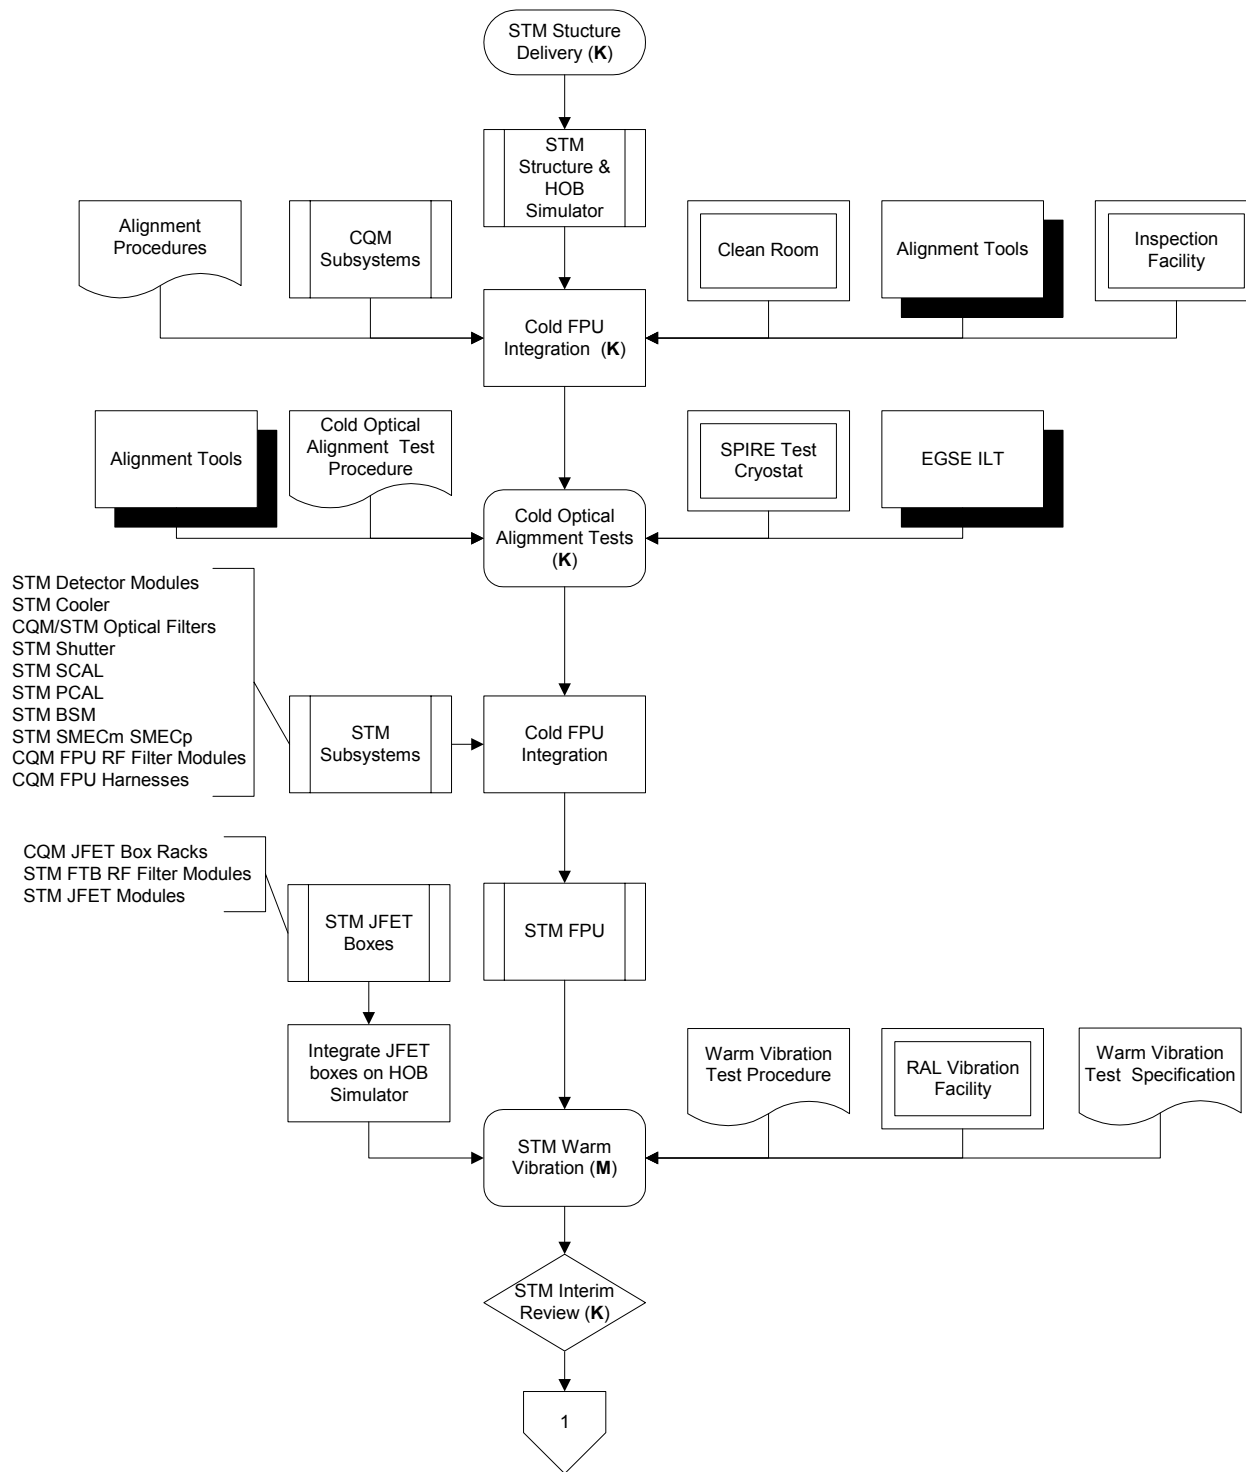 STM Stucture
Delivery (K)
STM
Structure &
HOB
Simulator
Alignment
Procedures
CQM
Subsystems
Clean Room
Alignment Tools
Inspection
Facility
Cold FPU
Integration (K)
Alignment Tools
Cold Optical
Alignment Test
Procedure
SPIRE Test
Cryostat
EGSE ILT
Cold Optical
Alignmment Tests
(K)
STM Detector Modules
STM Cooler
CQM/STM Optical Filters
STM Shutter
STM SCAL
STM PCAL
STM BSM
STM SMECm SMECp
CQM FPU RF Filter Modules
CQM FPU Harnesses
STM
Subsystems
Cold FPU
Integration
CQM JFET Box Racks
STM FTB RF Filter Modules
STM JFET Modules
STM JFET
Boxes
STM FPU
Integrate JFET
boxes on HOB
Simulator
Warm Vibration
Test Procedure
RAL Vibration
Facility
Warm Vibration
Test Specification
STM Warm
Vibration (M)
STM Interim
Review (K)
1